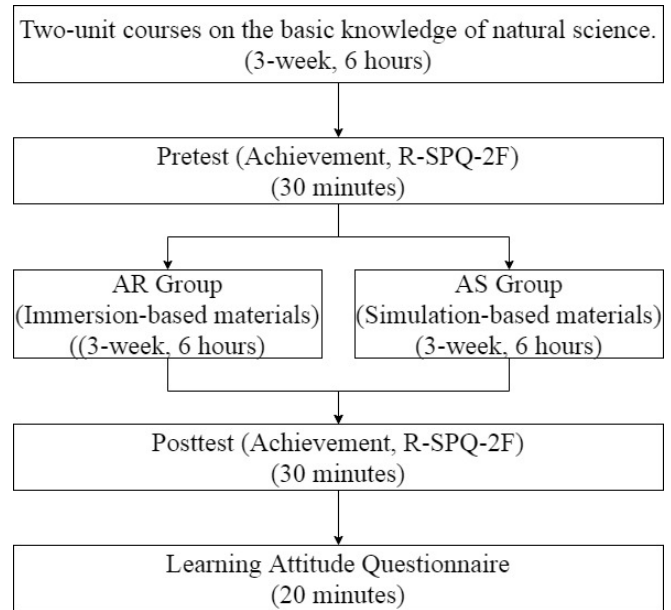 Two-unit courses on the basic knowledge of natural science.
(3-week, 6 hours)
Pretest (Achievement, R-SPQ-2F)
(30 minutes)
AR Group
(Immersion-based materials)
((3-week, 6 hours)
AS Group
(Simulation-based materials)
(3-week, 6 hours)
Posttest (Achievement, R-SPQ-2F)
(30 minutes)
Learning Attitude Questionnaire
(20 minutes)